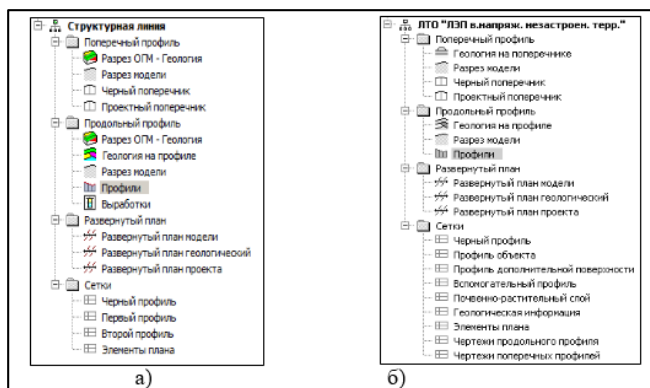 Структурная линия
Поперечный профиль
Разрез ОГМ - Геология
Разрез модели
Черный поперечник
Проектный поперечник
Продольный профиль
Разрез ОГМ - Геология
Геология на профиле
Разрез модели
Профили
Выработки
Развернутый план
Развернутый план модели
Развернутый план геологический
Развернутый план проекта
Сетки
Черный профиль
Первый профиль
Второй профиль
Элементы плана
а)
ЛТО "ЛЭП в.напряж. незастроен. терр."
Поперечный профиль
Геология на поперечнике
Разрез модели
Черный поперечник
Проектный поперечник
Продольный профиль
Геология на профиле
Разрез модели
Профили
Развернутый план
Развернутый план модели
Развернутый план геологический
Развернутый план проекта
Сетки
Черный профиль
Профиль объекта
Профиль дополнительной поверхности
Вспомогательный профиль
Почвенно-растительный слой
Геологическая информация
Элементы плана
Чертежи продольного профиля
Чертежи поперечных профилей
б)